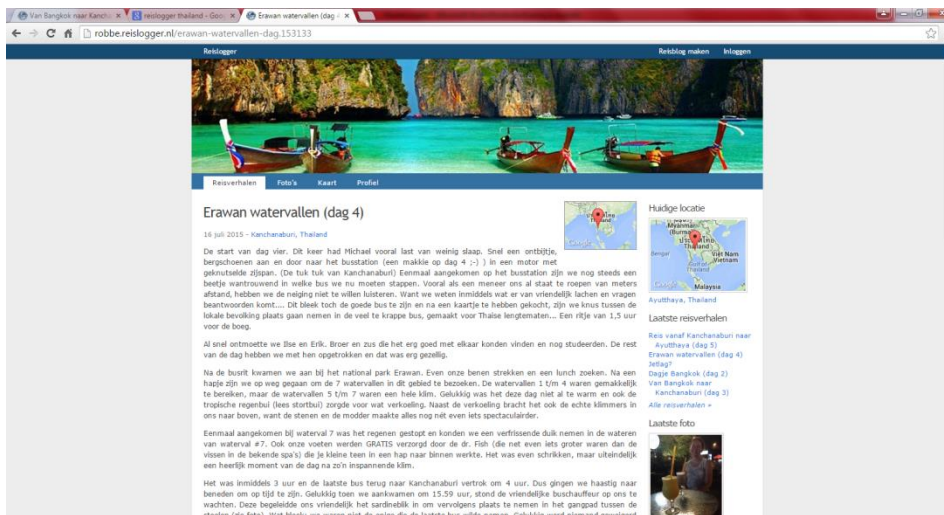 Van Bangkok naar Kancha
reislogger thailand - Goo
Erawan watervallen (dag 4
robbe.reislogger.nl/erawan-watervallen-dag.153133
Reislogger
Reisblog maken
Inloggen
Reisverhalen
Foto's
Kaart
Profiel
Erawan watervallen (dag 4)
16 juli 2015 - Kanchanaburi, Thailand
De start van dag vier. Dit keer had Michael vooral last van weinig slaap. Snel een ontbijtje,
bergschoenen aan en door naar het busstation (een makkie op dag 4 ;-) ) in een motor met
geknutselde zijspan. (De tuk tuk van Kanchanaburi) Eenmaal aangekomen op het busstation zijn we nog steeds een
beetje wantrouwend in welke bus we nu moeten stappen. Vooral als een meneer ons al staat te roepen van meters
afstand, hebben we de neiging niet te willen luisteren. Want we weten inmiddels wat er van vriendelijk lachen en vragen
beantwoorden komt.... Dit bleek toch de goede bus te zijn en na een kaartje te hebben gekocht, zijn we knus tussen de
lokale bevolking plaats gaan nemen in de veel te krappe bus, gemaakt voor Thaise lengtematen... Een ritje van 1,5 uur
voor de boeg.
Al snel ontmoette we Ilse en Erik. Broer en zus die het erg goed met elkaar konden vinden en nog studeerden. De rest
van de dag hebben we met hen opgetrokken en dat was erg gezellig.
Na de busrit kwamen we aan bij het national park Erawan. Even onze benen strekken en een lunch zoeken. Na een
hapje zijn we op weg gegaan om de 7 watervallen in dit gebied te bezoeken. De watervallen 1 t/m 4 waren gemakkelijk
te bereiken, maar de watervallen 5 t/m 7 waren een hele klim. Gelukkig was het deze dag niet al te warm en ook de
tropische regenbui (lees stortbui) zorgde voor wat verkoeling. Naast de verkoeling bracht het ook de echte klimmers in
ons naar boven, want de stenen en de modder maakte alles nog nét even iets spectaculairder.
Eenmaal aangekomen bij waterval 7 was het regenen gestopt en konden we een verfrissende duik nemen in de wateren
van waterval #7. Ook onze voeten werden GRATIS verzorgd door de dr. Fish (die net even iets groter waren dan de
vissen in de bekende spa's) die je kleine teen in een hap naar binnen werkte. Het was even schrikken, maar uiteindelijk
een heerlijk moment van de dag na zo'n inspannende klim.
Het was inmiddels 3 uur en de laatste bus terug naar Kanchanaburi vertrok om 4 uur. Dus gingen we haastig naar
beneden om op tijd te zijn. Gelukkig toen we aankwamen om 15.59 uur, stond de vriendelijke buschauffeur op ons te
wachten. Deze begeleidde ons vriendelijk het sardineblik in om vervolgens plaats te nemen in het gangpad tussen de
Huidige locatie
Myanmar
(Burma)
Thailand
Viet Nam
Vietnam
Gulf of
Thailand
Malaysia
Google
Ayutthaya, Thailand
Laatste reisverhalen
Reis vanaf Kanchanaburi naar
Ayutthaya (dag 5)
Erawan watervallen (dag 4)
Jetlag?
Dagje Bangkok (dag 2)
Van Bangkok naar
Kanchanaburi (dag 3)
Alle reisverhalen »
Laatste foto